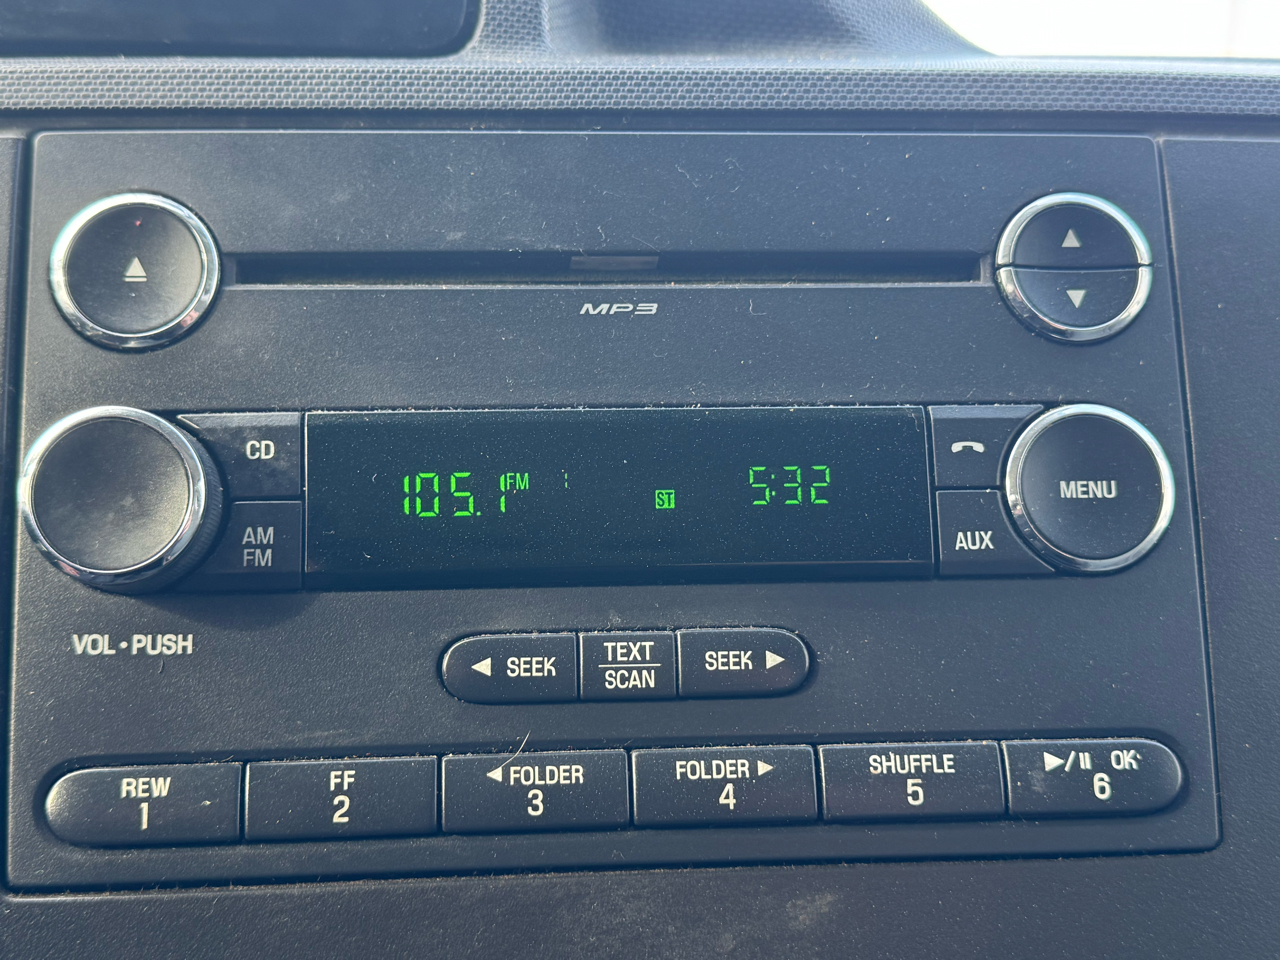 MP3
CD
105.1 FM 1 ST 5:32
MENU
AM
FM
AUX
VOL • PUSH
◀ SEEK
TEXT
SCAN
SEEK ▶
REW
1
FF
2
◀ FOLDER
3
FOLDER ▶
4
SHUFFLE
5
▶/II OK
6